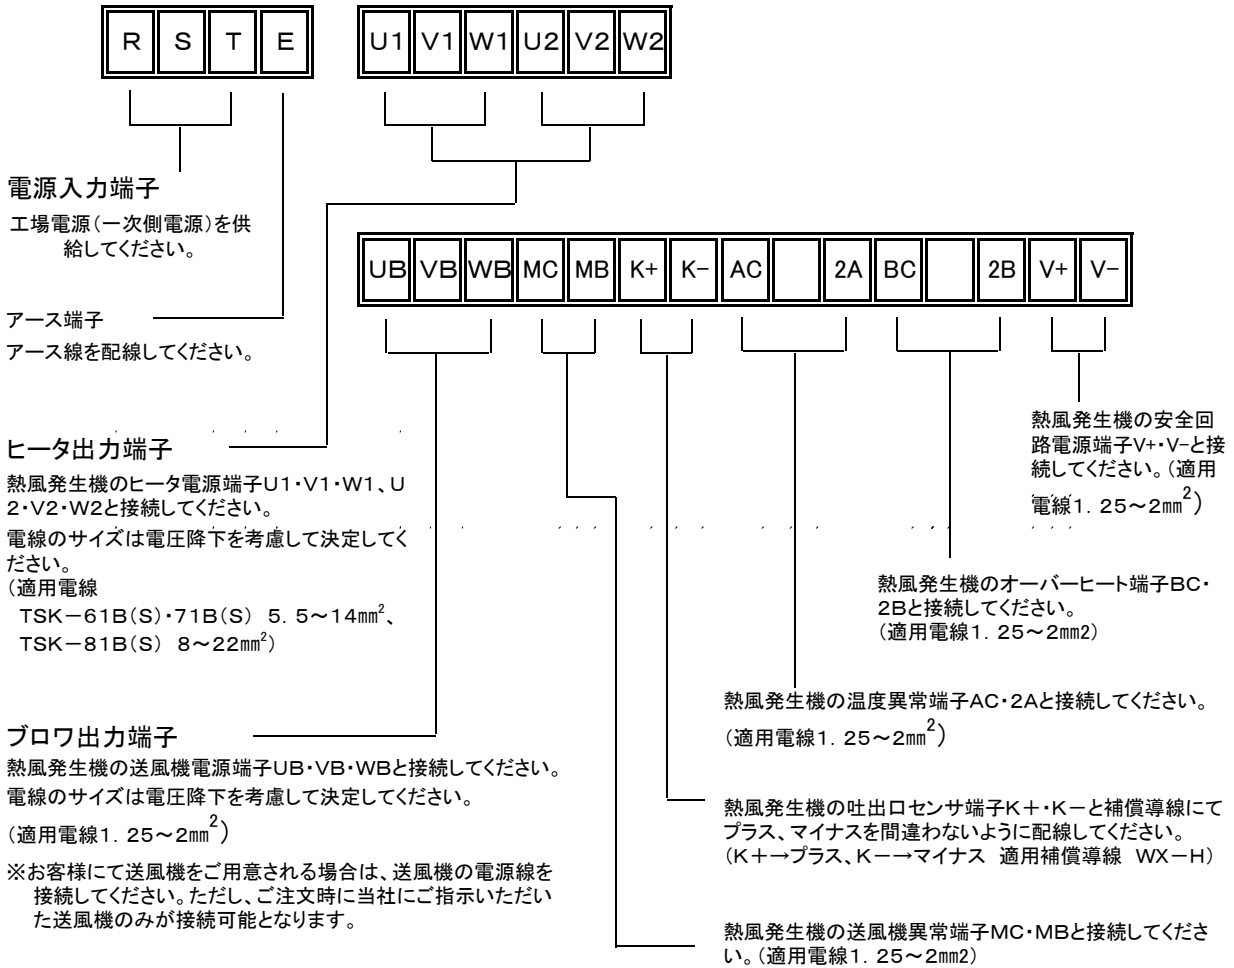 R S T E
U1 V1 W1 U2 V2 W2
電源入力端子
工場電源(一次側電源)を供
給してください。
UB VB WB MC MB K+ K- AC 2A BC 2B V+ V-
アース端子
アース線を配線してください。
ヒータ出力端子
熱風発生機のヒータ電源端子U1・V1・W1、U
2・V2・W2と接続してください。
電線のサイズは電圧降下を考慮して決定してく
ださい。
(適用電線
TSK-61B(S)・71B(S) 5.5~14mm²、
TSK-81B(S) 8~22mm²)
ブロワ出力端子
熱風発生機の送風機電源端子UB・VB・WBと接続してください。
電線のサイズは電圧降下を考慮して決定してください。
(適用電線1.25~2mm²)
※お客様にて送風機をご用意される場合は、送風機の電源線を
接続してください。ただし、ご注文時に当社にご指示いただい
た送風機のみが接続可能となります。
熱風発生機の安全回
路電源端子V+・V-と接
続してください。(適用
電線1.25~2mm²)
熱風発生機のオーバーヒート端子BC・
2Bと接続してください。
(適用電線1.25~2mm2)
熱風発生機の温度異常端子AC・2Aと接続してください。
(適用電線1.25~2mm²)
熱風発生機の吐出口センサ端子K+・K-と補償導線にて
プラス、マイナスを間違わないように配線してください。
(K+→プラス、K-→マイナス 適用補償導線 WX-H)
熱風発生機の送風機異常端子MC・MBと接続してくださ
い。(適用電線1.25~2mm2)